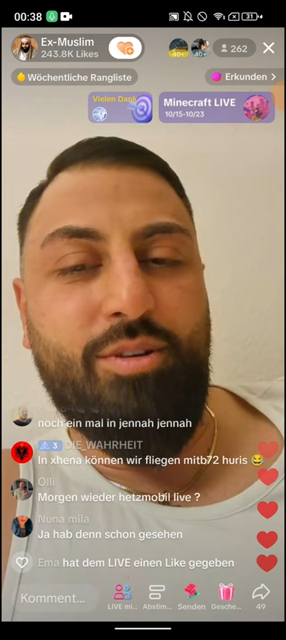 00:38
31
Ex-Muslim
243.8K Likes
262
Wöchentliche Rangliste
Erkunden >
Vielen Dank
Minecraft LIVE
10/15-10/23
noch ein mal in jennah jennah
3 DIE_WAHRHEIT
In xhena können wir fliegen mitb72 huris 😂
Olli
Morgen wieder hetzmobil live ?
Nuna mila
Ja hab denn schon gesehen
Ema hat dem LIVE einen Like gegeben
Komment...
LIVE mi...
Abstim...
Senden
Gesche...
49